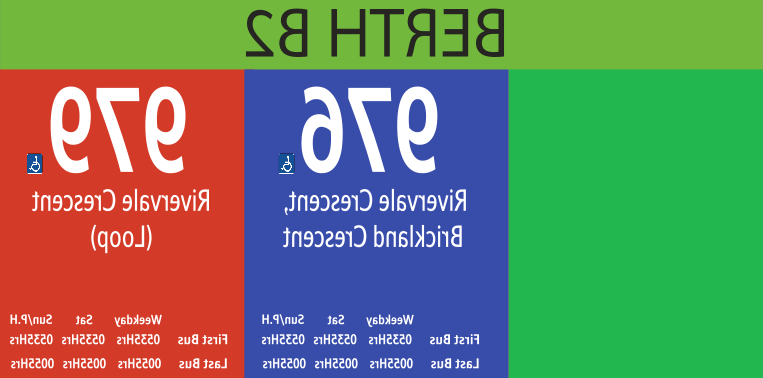 BERTH B2
976
Rivervale Crescent,
Brickland Crescent
Weekday Sat Sun/P.H
First Bus 0535Hrs 0535Hrs 0535Hrs
Last Bus 0055Hrs 0055Hrs 0055Hrs
979
Rivervale Crescent
(Loop)
Weekday Sat Sun/P.H
First Bus 0535Hrs 0535Hrs 0535Hrs
Last Bus 0055Hrs 0055Hrs 0055Hrs